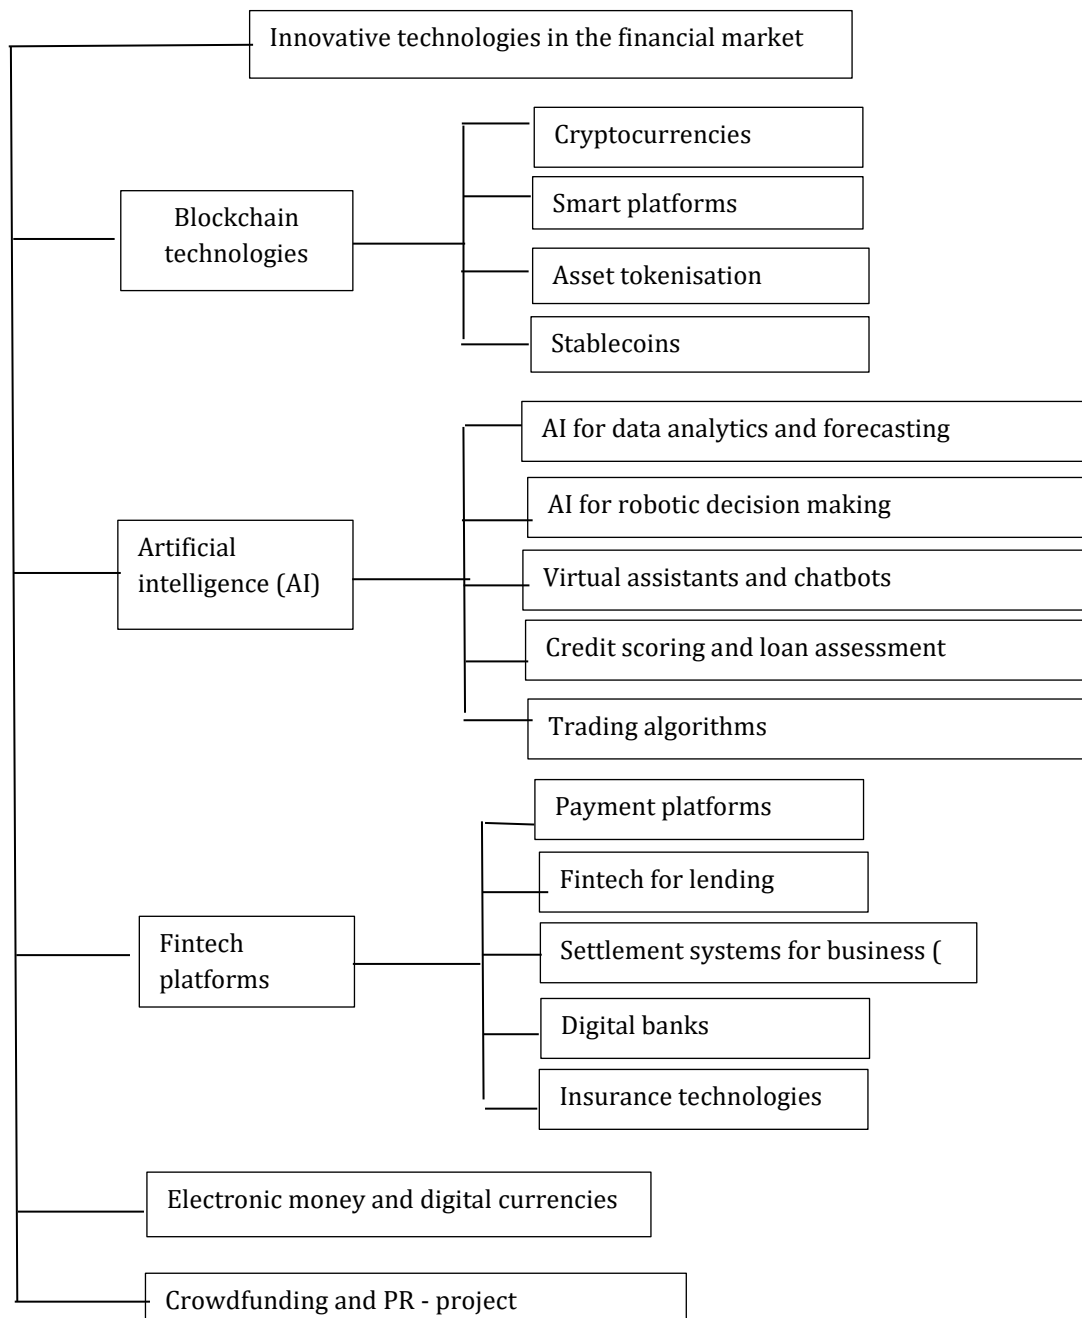 Innovative technologies in the financial market
Blockchain
technologies
Cryptocurrencies
Smart platforms
Asset tokenisation
Stablecoins
Artificial
intelligence (AI)
AI for data analytics and forecasting
AI for robotic decision making
Virtual assistants and chatbots
Credit scoring and loan assessment
Trading algorithms
Fintech
platforms
Payment platforms
Fintech for lending
Settlement systems for business (
Digital banks
Insurance technologies
Electronic money and digital currencies
Crowdfunding and PR - project